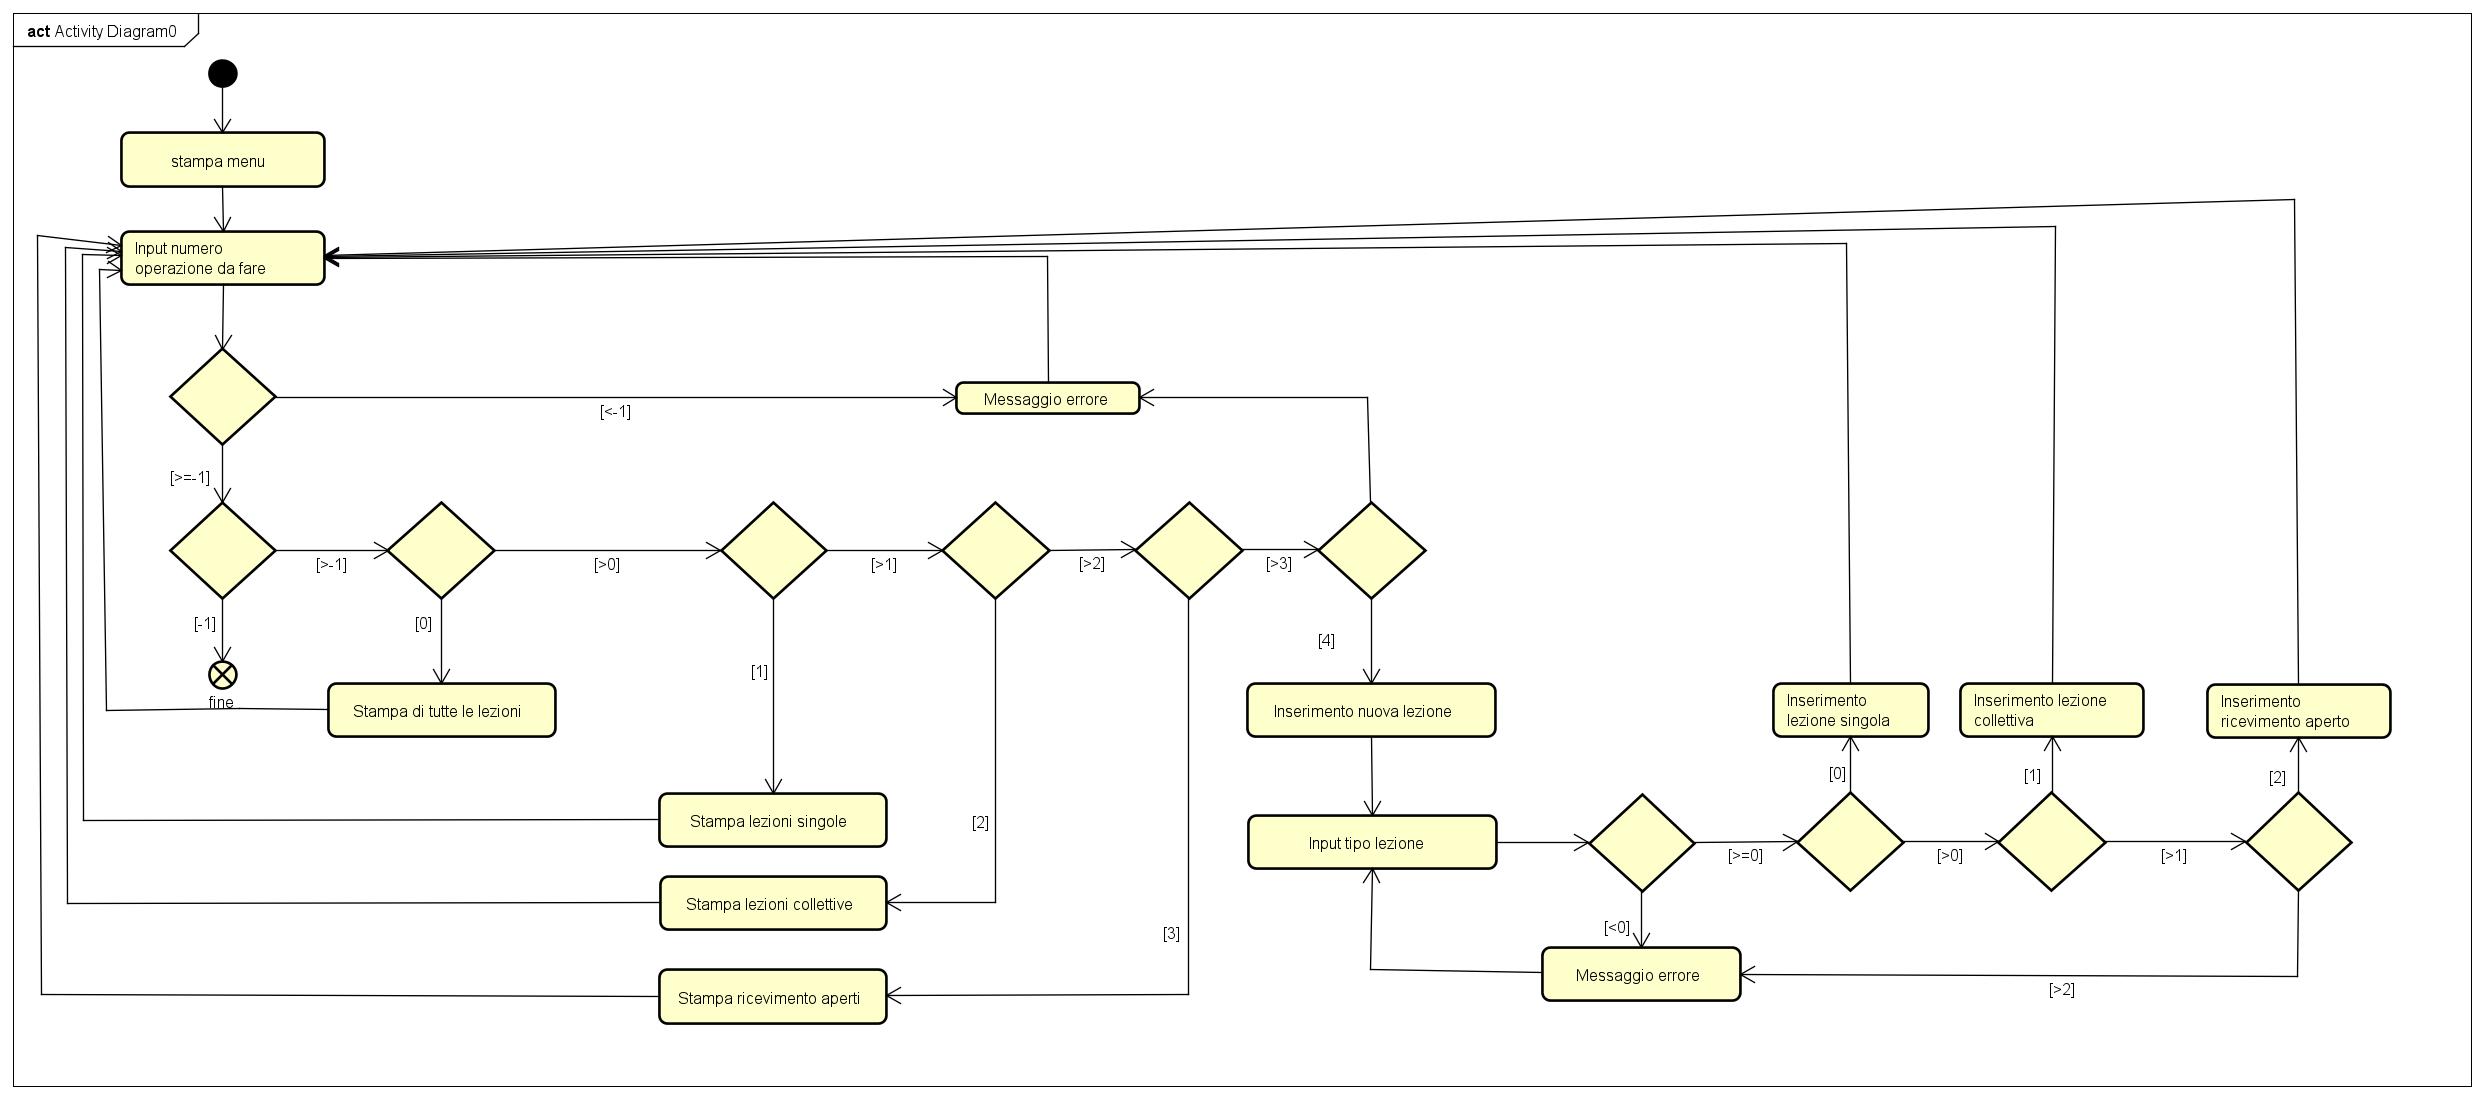 act Activity Diagram0
stampa menu
Input numero
operazione da fare
Messaggio errore
[<-1]
[>=-1]
[>-1]
[>0]
[>1]
[>2]
[>3]
[-1]
[0]
[1]
[4]
fine
Stampa di tutte le lezioni
Inserimento nuova lezione
Inserimento
lezione singola
Inserimento lezione
collettiva
Inserimento
ricevimento aperto
[0]
[1]
[2]
Stampa lezioni singole
[2]
Input tipo lezione
[>=0]
[>0]
[>1]
Stampa lezioni collettive
[3]
[<0]
Messaggio errore
[>2]
Stampa ricevimento aperti